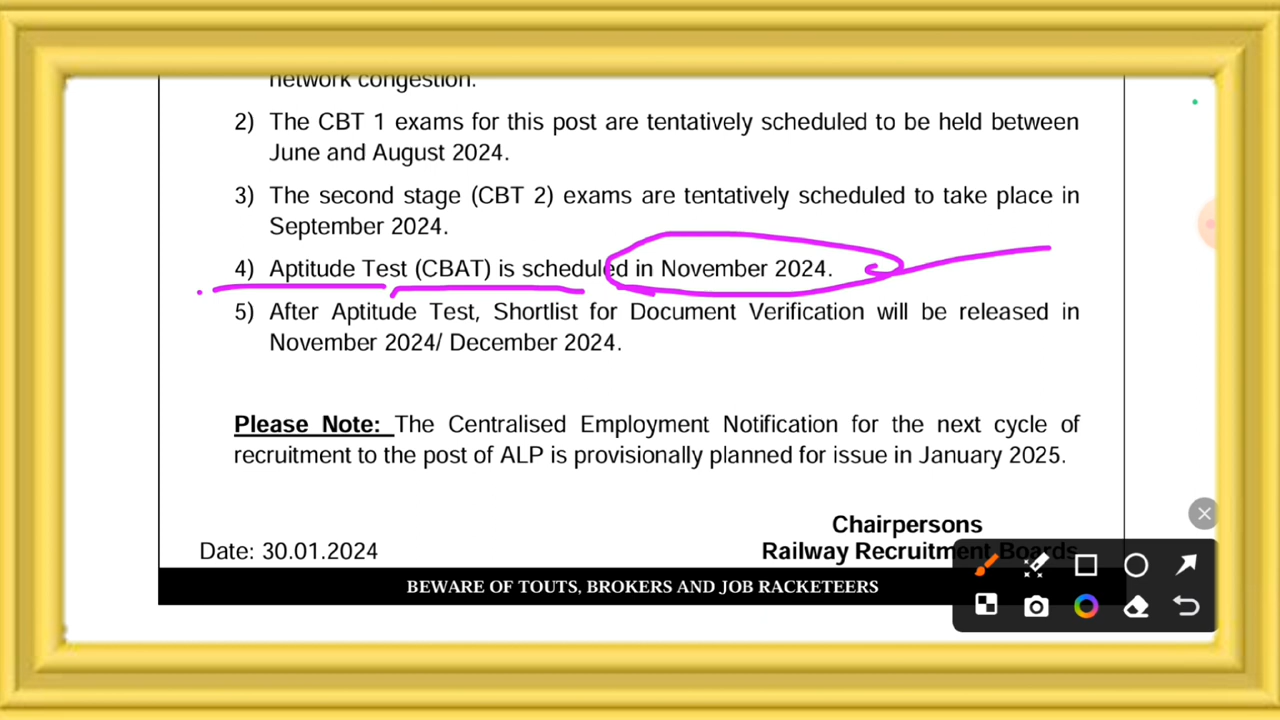 network congestion.
2) The CBT 1 exams for this post are tentatively scheduled to be held between
June and August 2024.
3) The second stage (CBT 2) exams are tentatively scheduled to take place in
September 2024.
4) Aptitude Test (CBAT) is scheduled in November 2024.
5) After Aptitude Test, Shortlist for Document Verification will be released in
November 2024/ December 2024.
Please Note: The Centralised Employment Notification for the next cycle of
recruitment to the post of ALP is provisionally planned for issue in January 2025.
Chairpersons
Date: 30.01.2024 Railway Recruitment Boards
BEWARE OF TOUTS, BROKERS AND JOB RACKETEERS